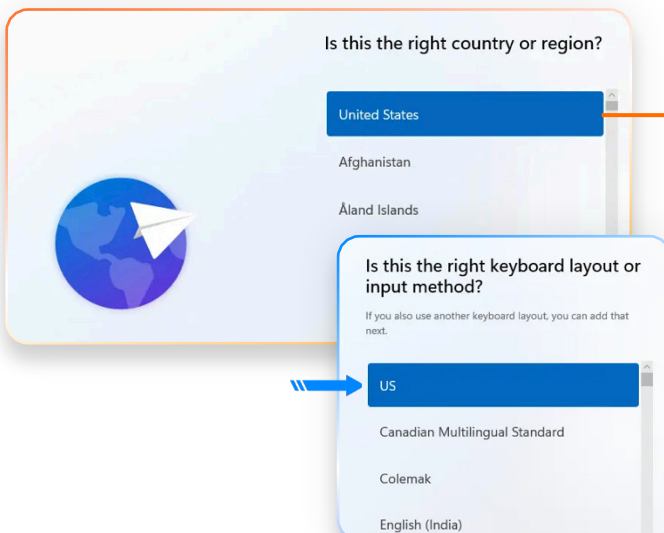 Is this the right country or region?
United States
Afghanistan
Åland Islands
Is this the right keyboard layout or
input method?
If you also use another keyboard layout, you can add that
next.
US
Canadian Multilingual Standard
Colemak
English (India)